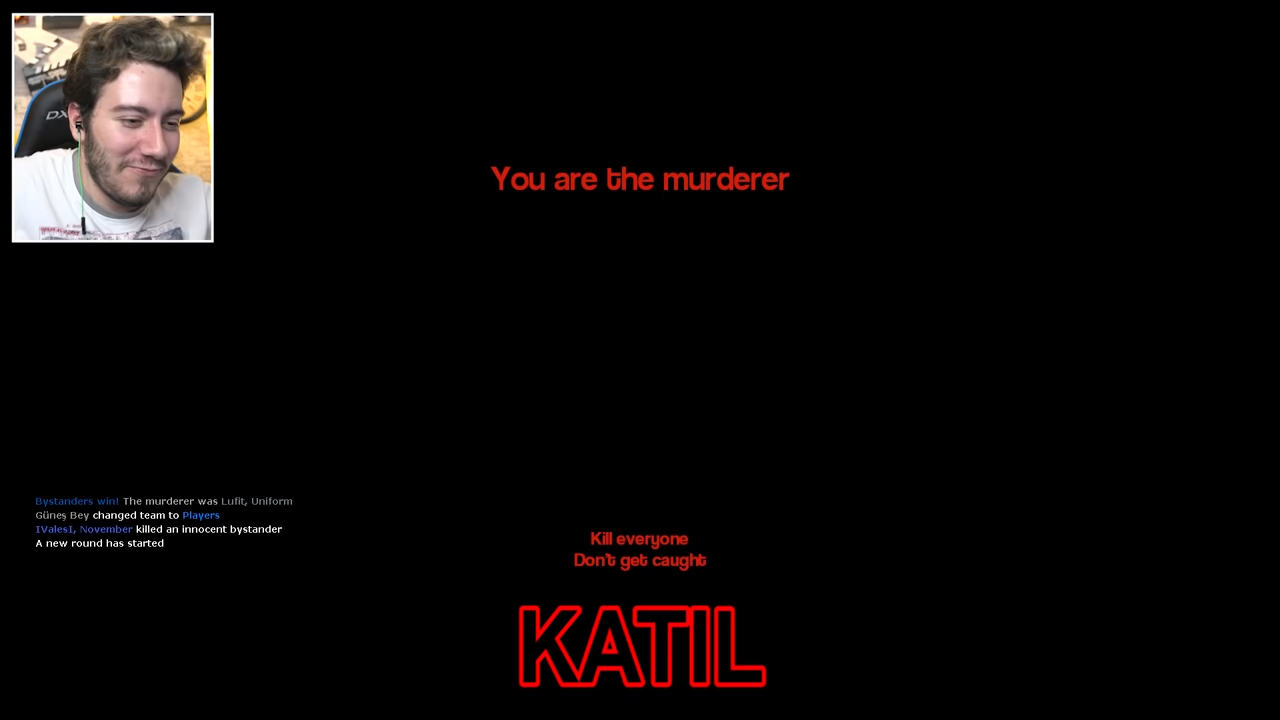 DX
You are the murderer
Bystanders win! The murderer was Lufit, Uniform
Güneş Bey changed team to Players
IValesI, November killed an innocent bystander
A new round has started
Kill everyone
Don't get caught
KATIL